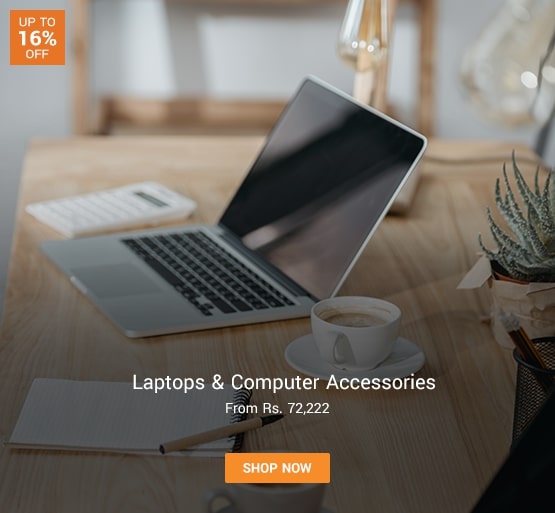 UP TO
16%
OFF
Laptops & Computer Accessories
From Rs. 72,222
SHOP NOW